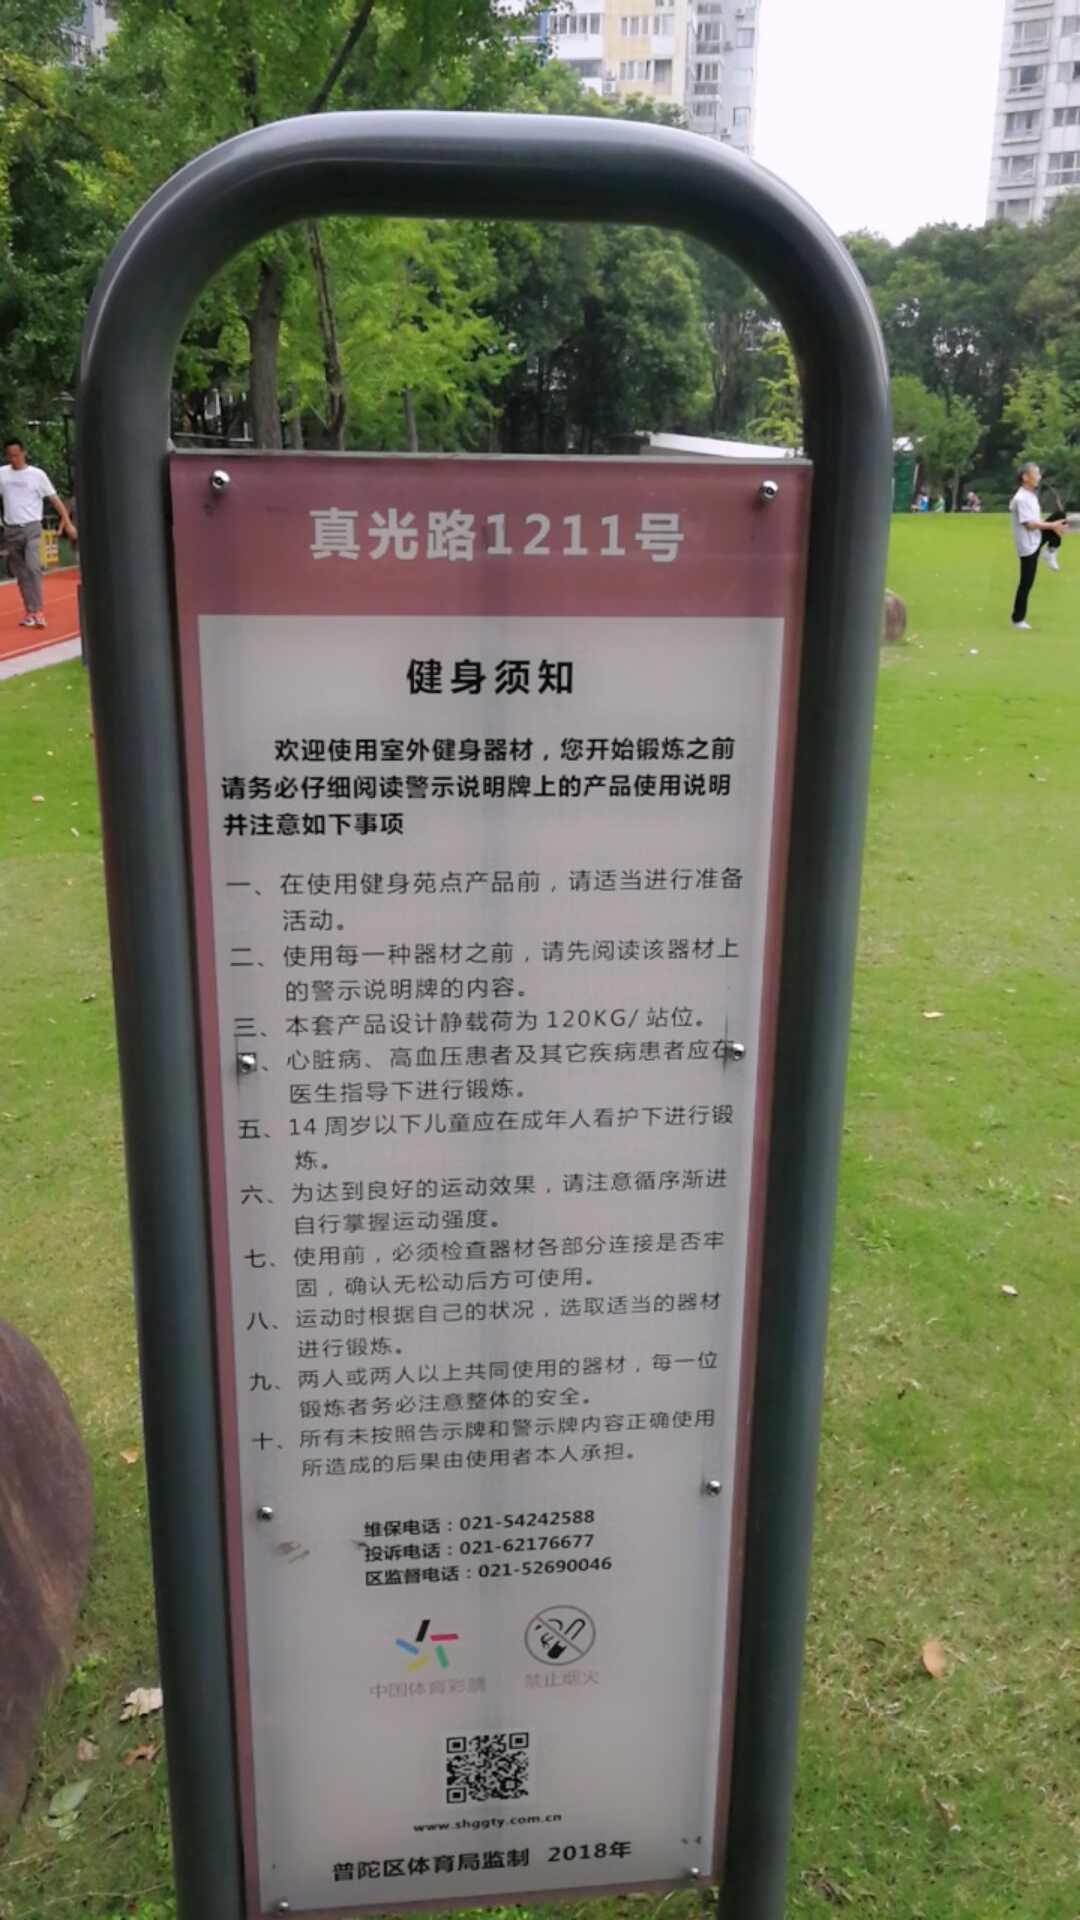 真光路1211号
健身须知
欢迎使用室外健身器材，您开始锻炼之前
请务必仔细阅读警示说明牌上的产品使用说明
并注意如下事项
一、在使用健身苑点产品前，请适当进行准备
活动。
二、使用每一种器材之前，请先阅读该器材上
的警示说明牌的内容。
三、本套产品设计静载荷为120KG/站位。
、心脏病、高血压患者及其它疾病患者应在
医生指导下进行锻炼。
五、14周岁以下儿童应在成年人看护下进行锻
炼。
六、为达到良好的运动效果，请注意循序渐进
自行掌握运动强度。
七、使用前，必须检查器材各部分连接是否牢
固，确认无松动后方可使用。
八、运动时根据自己的状况，选取适当的器材
进行锻炼。
九、两人或两人以上共同使用的器材，每一位
锻炼者务必注意整体的安全。
十、所有未按照告示牌和警示牌内容正确使用
所造成的后果由使用者本人承担。
维保电话：021-54242588
投诉电话：021-62176677
区监督电话：021-52690046
中国体育彩票
禁止烟火
www.shggty.com.cn
普陀区体育局监制 2018年